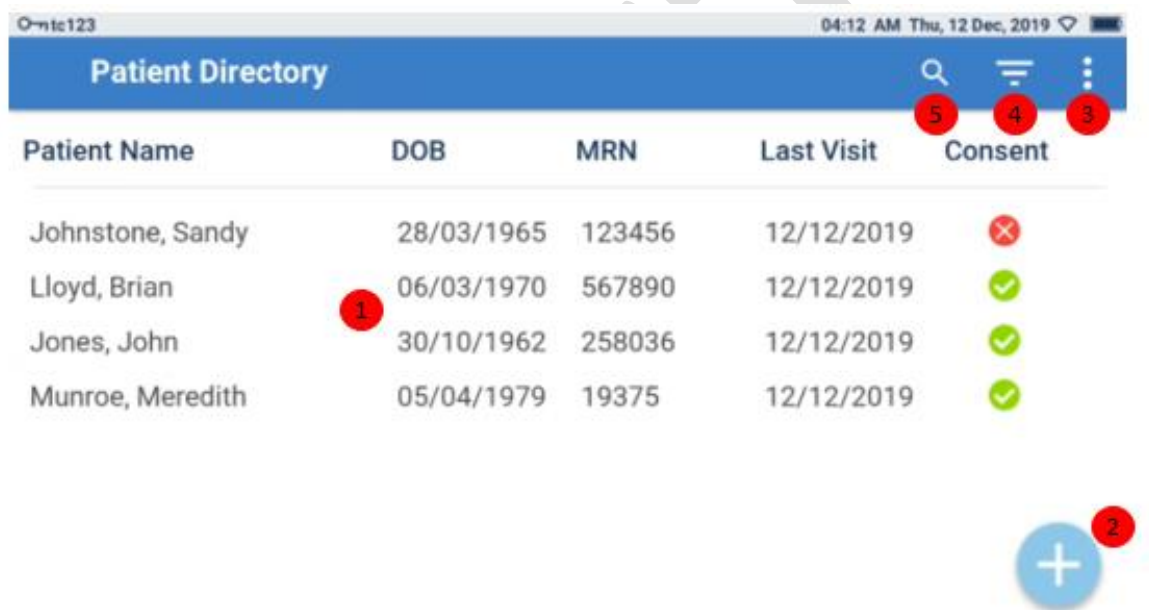 ntc123 04:12 AM Thu, 12 Dec, 2019
Patient Directory
5 4 3
Patient Name DOB MRN Last Visit Consent
Johnstone, Sandy 28/03/1965 123456 12/12/2019
Lloyd, Brian 06/03/1970 567890 12/12/2019
1
Jones, John 30/10/1962 258036 12/12/2019
Munroe, Meredith 05/04/1979 19375 12/12/2019
2